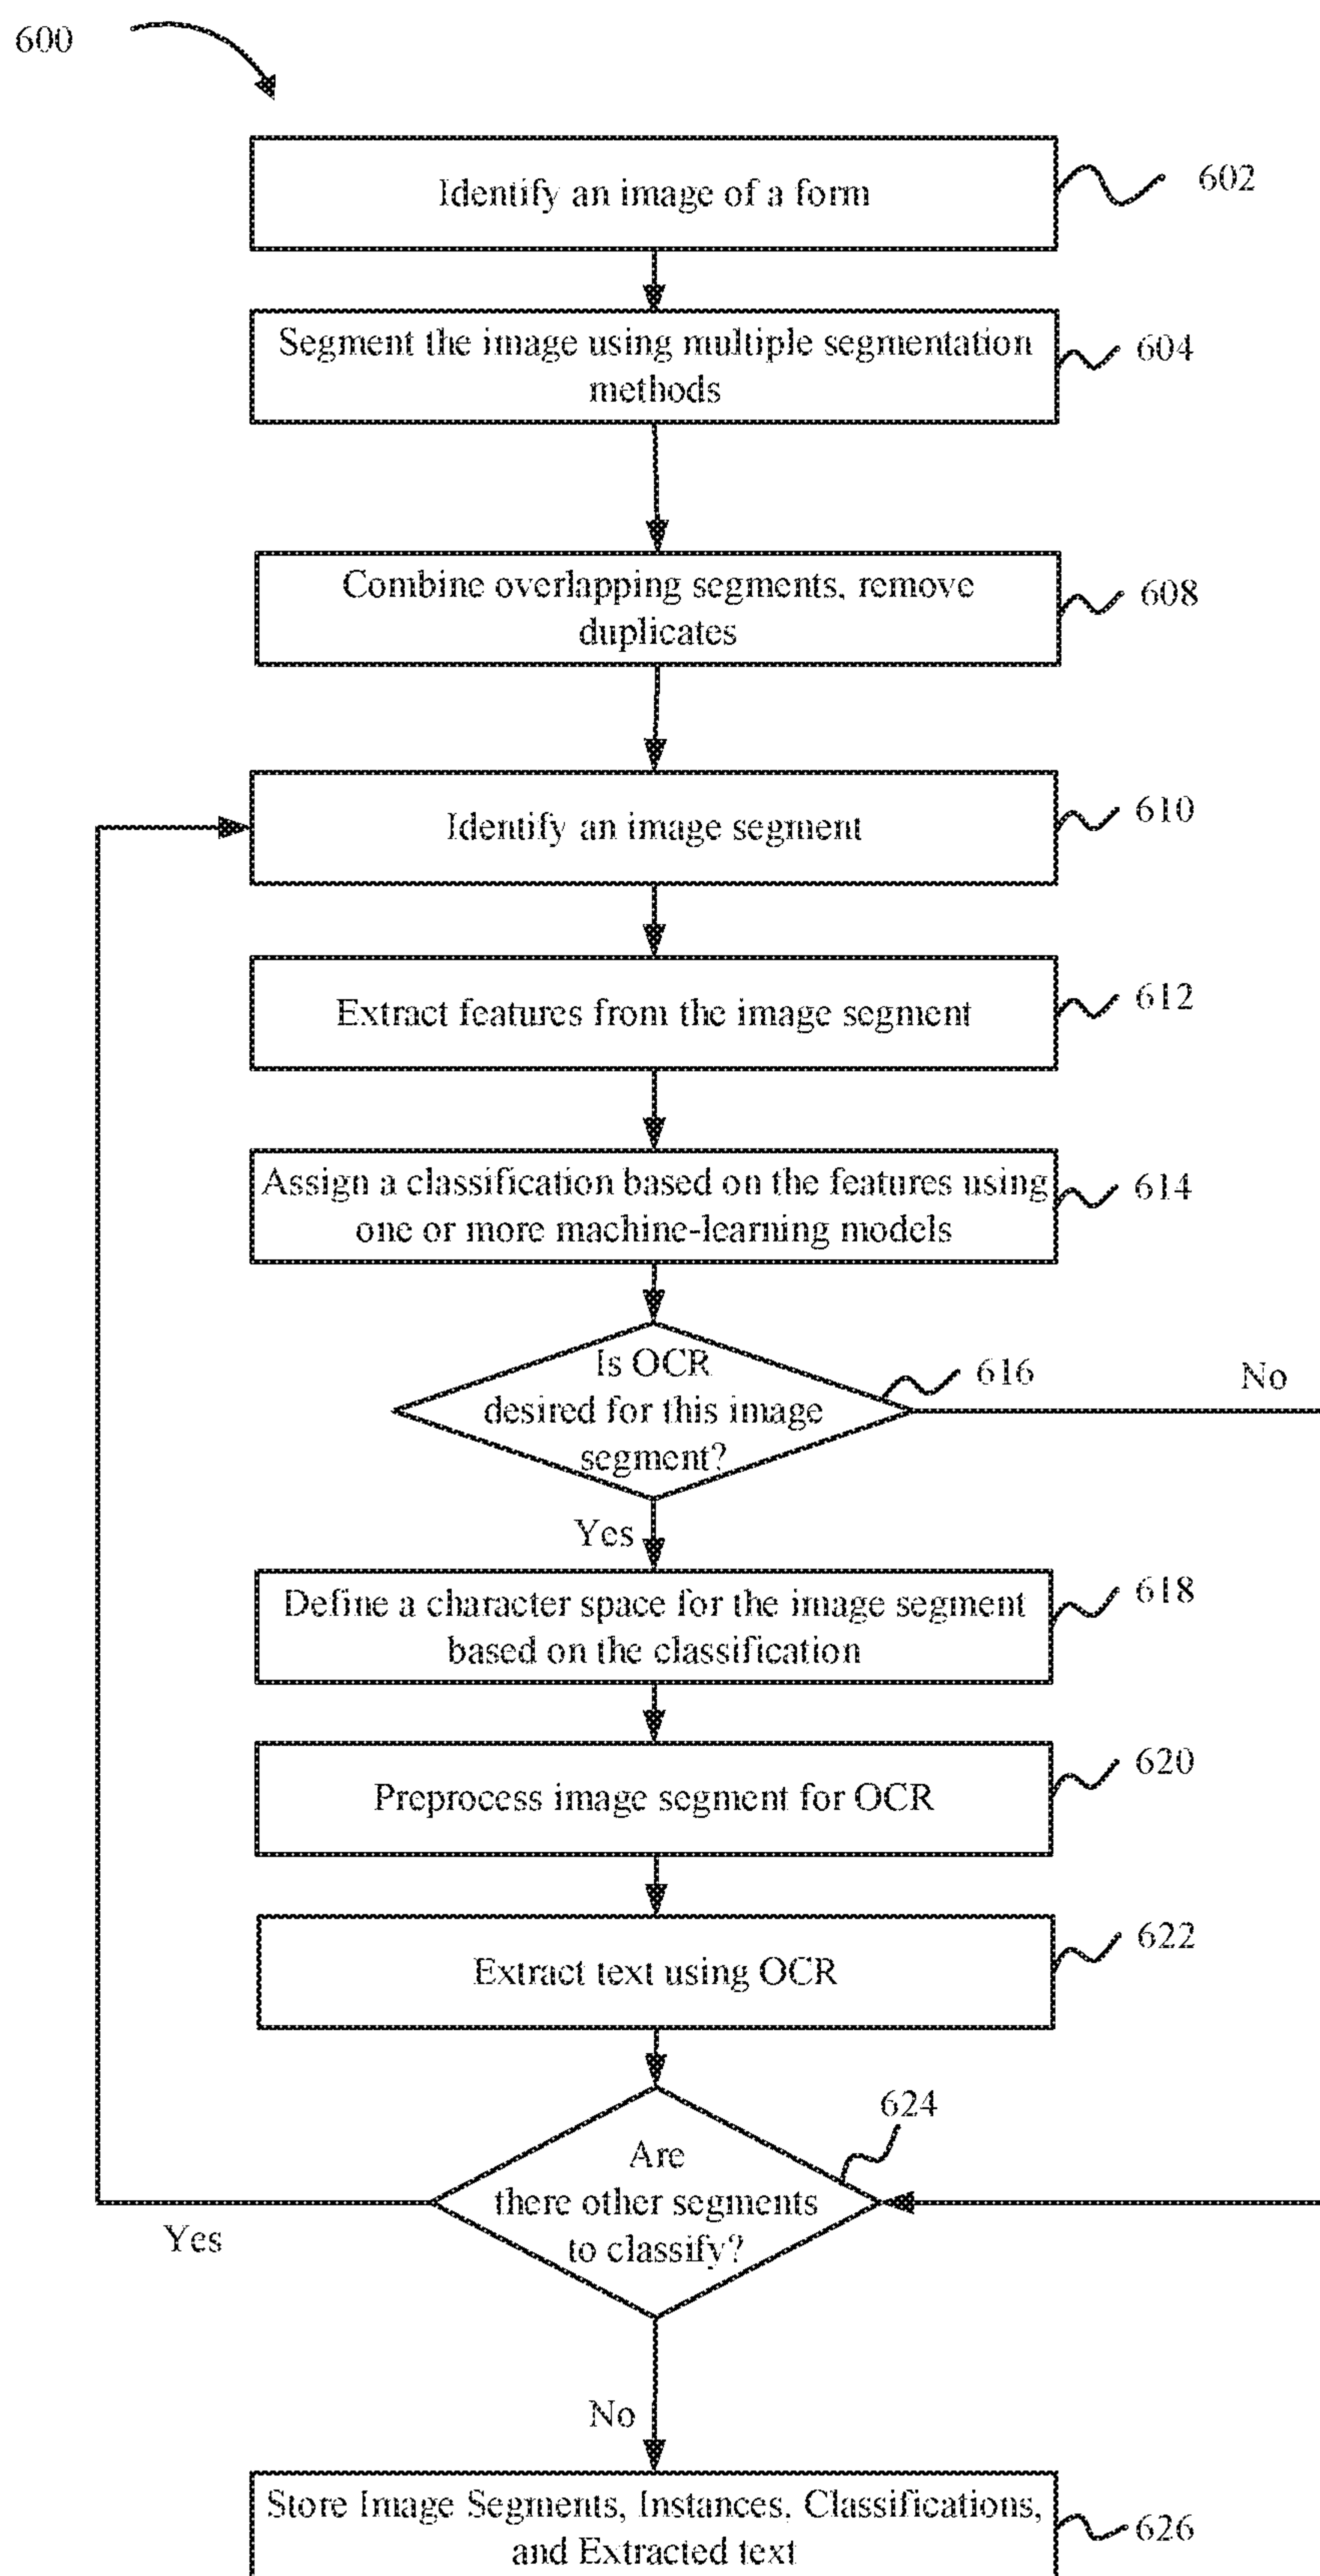 600
Identify an image of a form
602
Segment the image using multiple segmentation
methods
604
Combine overlapping segments, remove
duplicates
608
Identify an image segment
610
Extract features from the image segment
612
Assign a classification based on the features using
one or more machine-learning models
614
Is OCR
desired for this image
segment?
616
No
Yes
Define a character space for the image segment
based on the classification
618
Preprocess image segment for OCR
620
Extract text using OCR
622
624
Are
there other segments
to classify?
Yes
No
Store Image Segments, Instances, Classifications,
and Extracted text
626